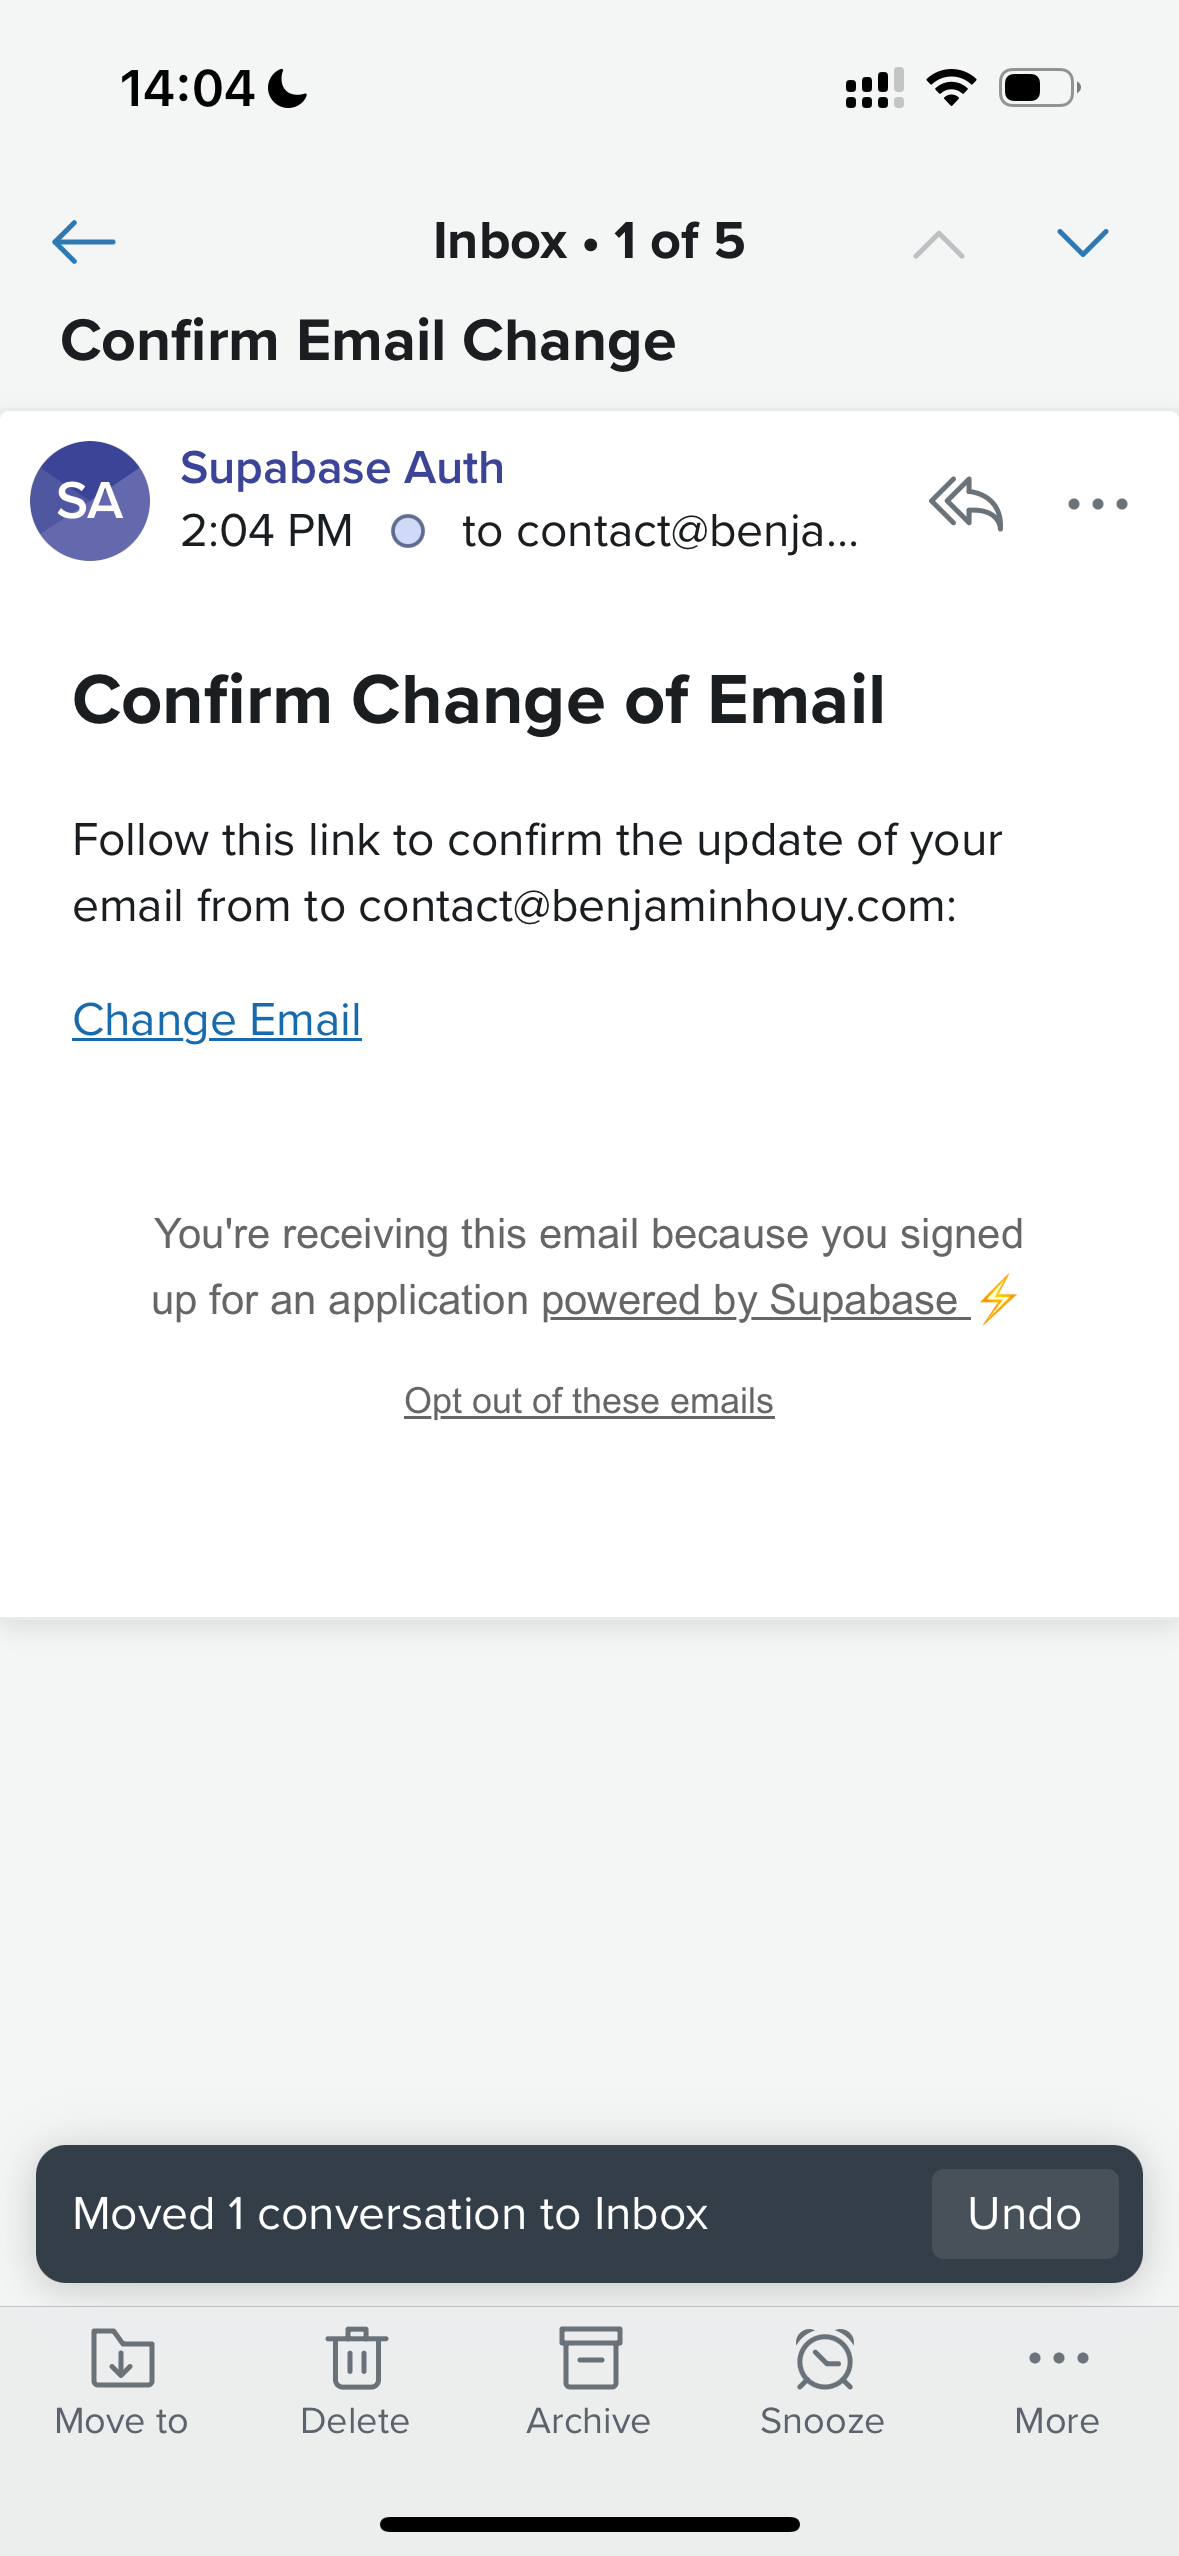 14:04
Inbox • 1 of 5
Confirm Email Change
SA
Supabase Auth
2:04 PM to contact@benja...
Confirm Change of Email
Follow this link to confirm the update of your
email from to contact@benjaminhouy.com:
Change Email
You're receiving this email because you signed
up for an application powered by Supabase ⚡
Opt out of these emails
Moved 1 conversation to Inbox
Undo
Move to
Delete
Archive
Snooze
More